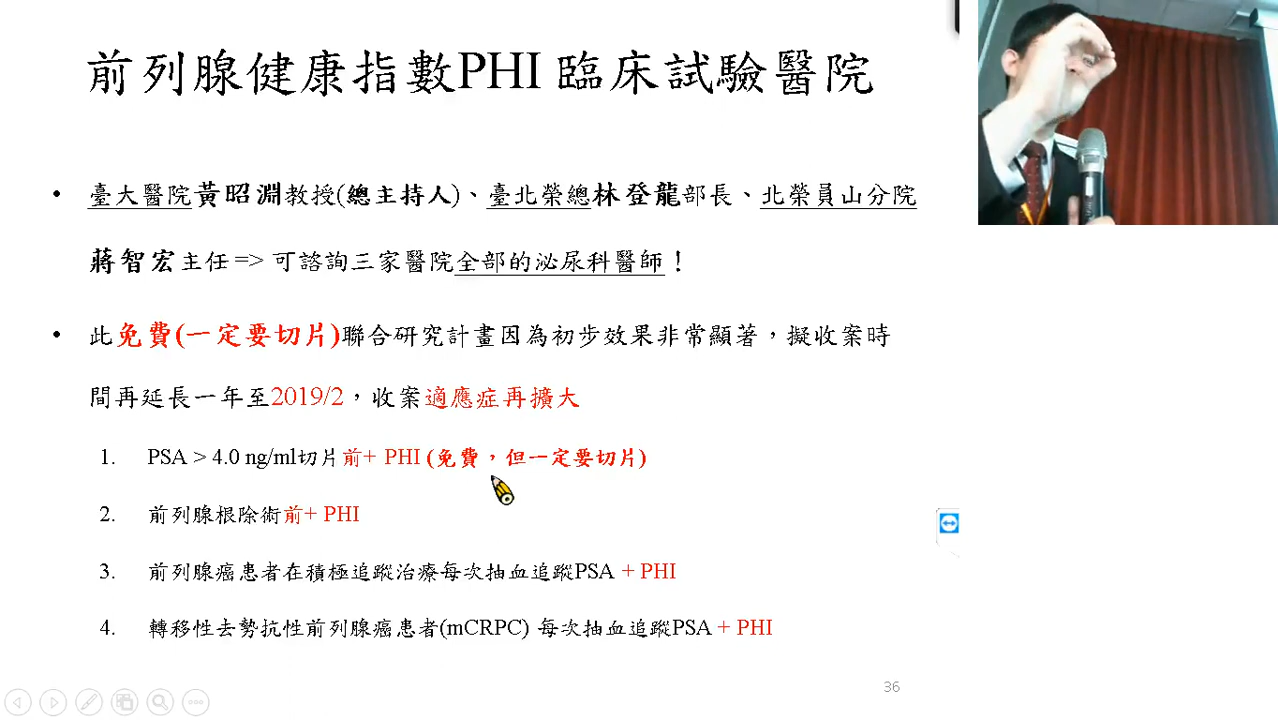 前列腺健康指數PHI 臨床試驗醫院
• 臺大醫院黃昭淵教授(總主持人)、臺北榮總林登龍部長、北榮員山分院
蔣智宏主任 => 可諮詢三家醫院全部的泌尿科醫師！
• 此免費(一定要切片)聯合研究計畫因為初步效果非常顯著，擬收案時
間再延長一年至2019/2，收案適應症再擴大
1. PSA > 4.0 ng/ml切片前+ PHI (免費，但一定要切片)
2. 前列腺根除術前+ PHI
3. 前列腺癌患者在積極追蹤治療每次抽血追蹤PSA + PHI
4. 轉移性去勢抗性前列腺癌患者(mCRPC) 每次抽血追蹤PSA + PHI
36